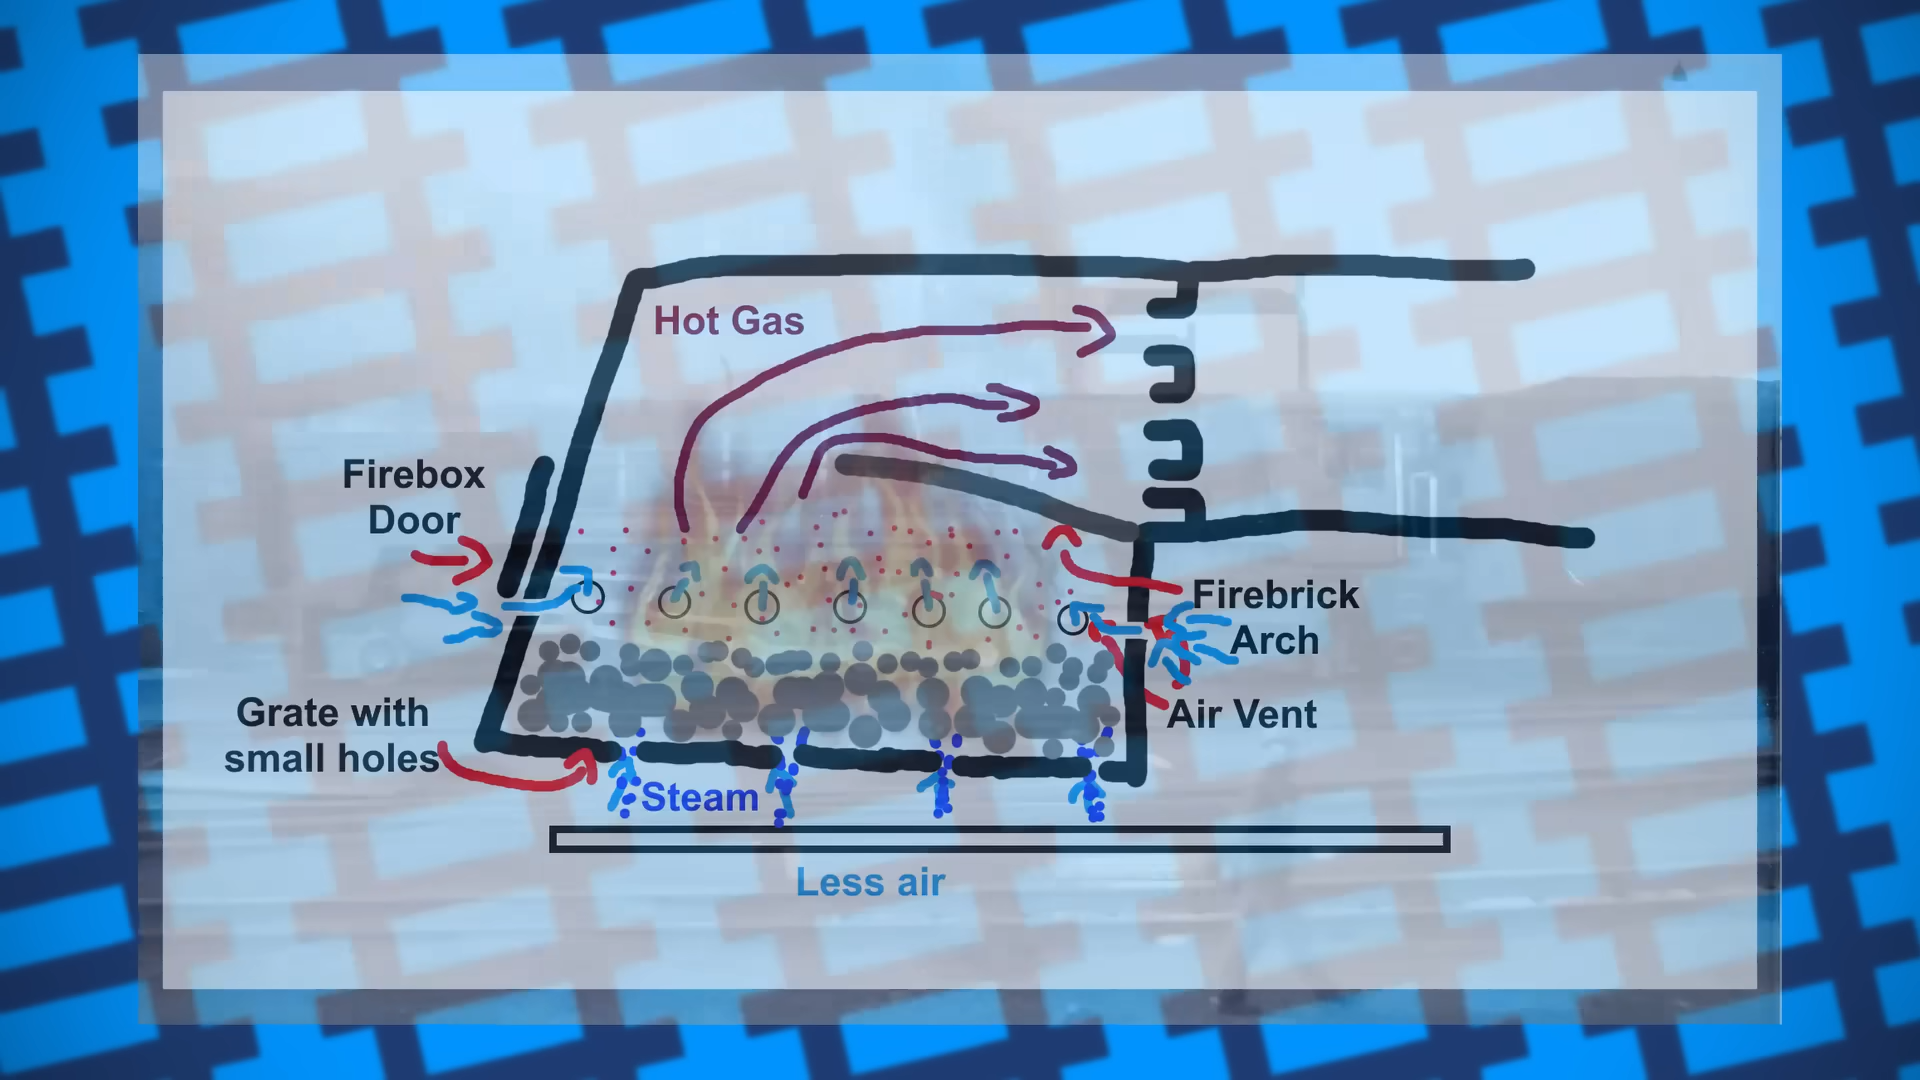 Hot Gas
Firebox
Door
Firebrick
Arch
Grate with
small holes
Air Vent
Steam
Less air